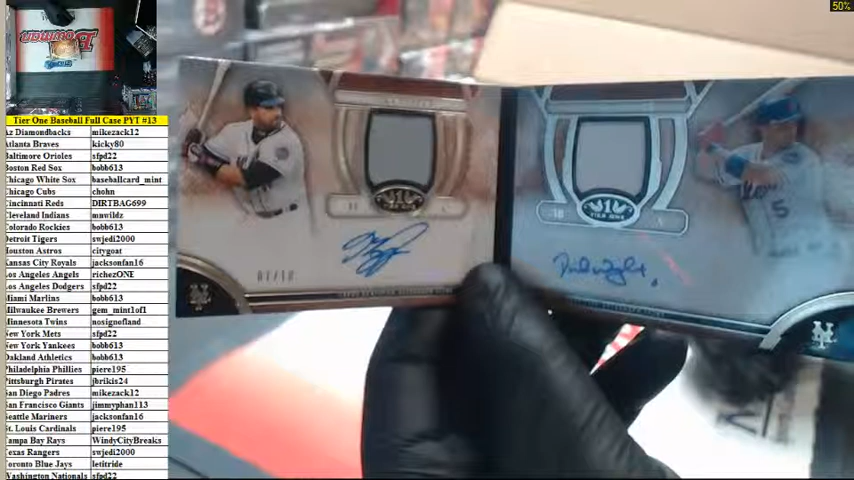 50%
Bowman
Tier One Baseball Full Case PYT #13
Az Diamondbacks mikezack12
Atlanta Braves kicky80
Baltimore Orioles sfpd22
Boston Red Sox bobb613
Chicago White Sox baseballcard_mint
Chicago Cubs chohn
Cincinnati Reds DIRTBAG699
Cleveland Indians mnwildz
Colorado Rockies bobb613
Detroit Tigers swjedi2000
Houston Astros citygoat
Kansas City Royals jacksonfan16
Los Angeles Angels richezONE
Los Angeles Dodgers sfpd22
Miami Marlins bobb613
Milwaukee Brewers gem_mint1of1
Minnesota Twins nosignofland
New York Mets sfpd22
New York Yankees bobb613
Oakland Athletics bobb613
Philadelphia Phillies piere195
Pittsburgh Pirates jbrikis24
San Diego Padres mikezack12
San Francisco Giants jimmyphan113
Seattle Mariners jacksonfan16
St. Louis Cardinals piere195
Tampa Bay Rays WindyCityBreaks
Texas Rangers swjedi2000
Toronto Blue Jays letitride
Washington Nationals sfpd22
1
1
TIER ONE
5